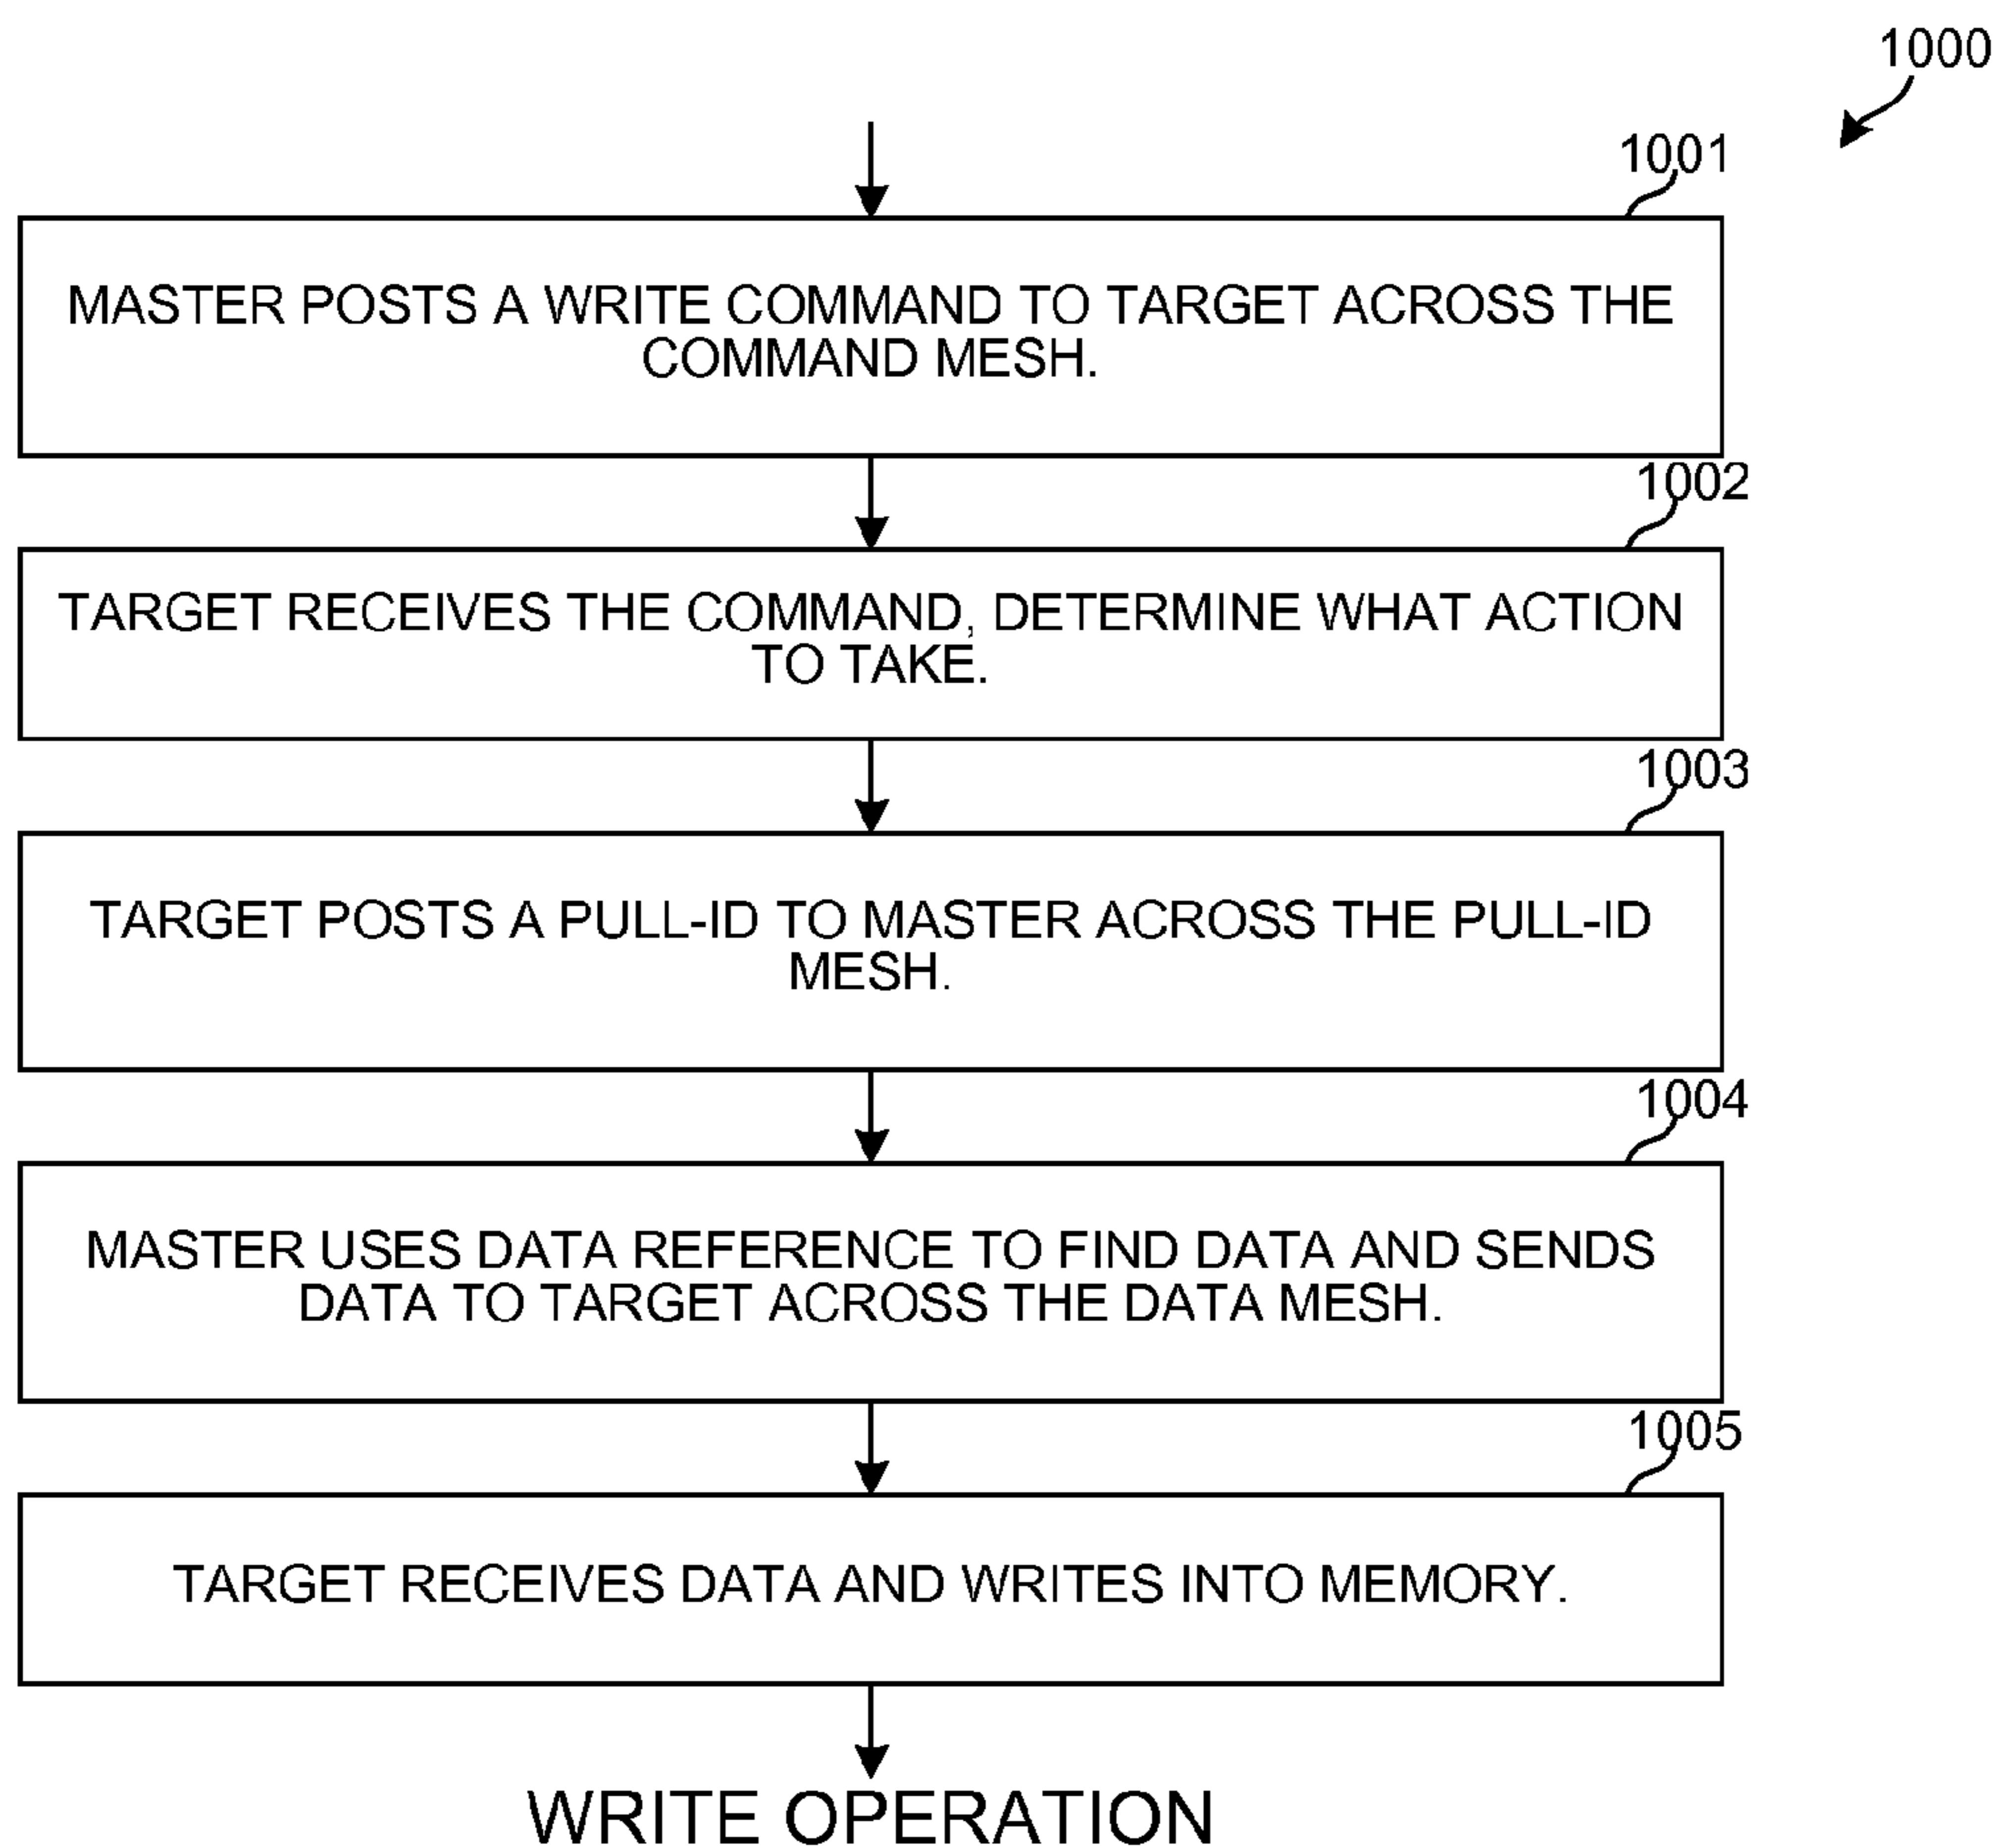 1000
1001
MASTER POSTS A WRITE COMMAND TO TARGET ACROSS THE
COMMAND MESH.
1002
TARGET RECEIVES THE COMMAND, DETERMINE WHAT ACTION
TO TAKE.
1003
TARGET POSTS A PULL-ID TO MASTER ACROSS THE PULL-ID
MESH.
1004
MASTER USES DATA REFERENCE TO FIND DATA AND SENDS
DATA TO TARGET ACROSS THE DATA MESH.
1005
TARGET RECEIVES DATA AND WRITES INTO MEMORY.
WRITE OPERATION